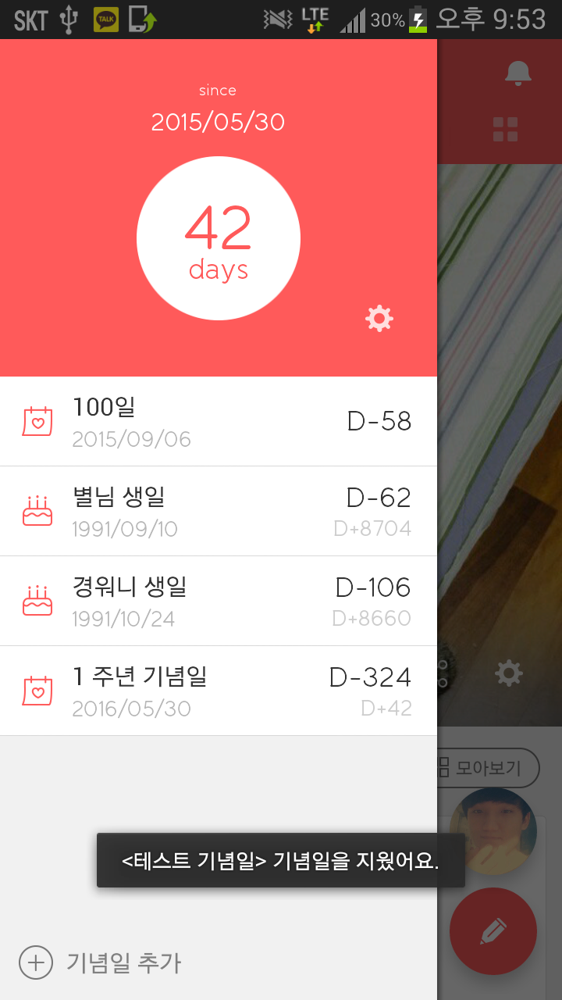 SKT
TALK
LTE
30%
오후 9:53
since
2015/05/30
42
days
100일
2015/09/06
D-58
별님 생일
1991/09/10
D-62
D+8704
경워니 생일
1991/10/24
D-106
D+8660
1 주년 기념일
2016/05/30
D-324
D+42
모아보기
<테스트 기념일> 기념일을 지웠어요.
기념일 추가